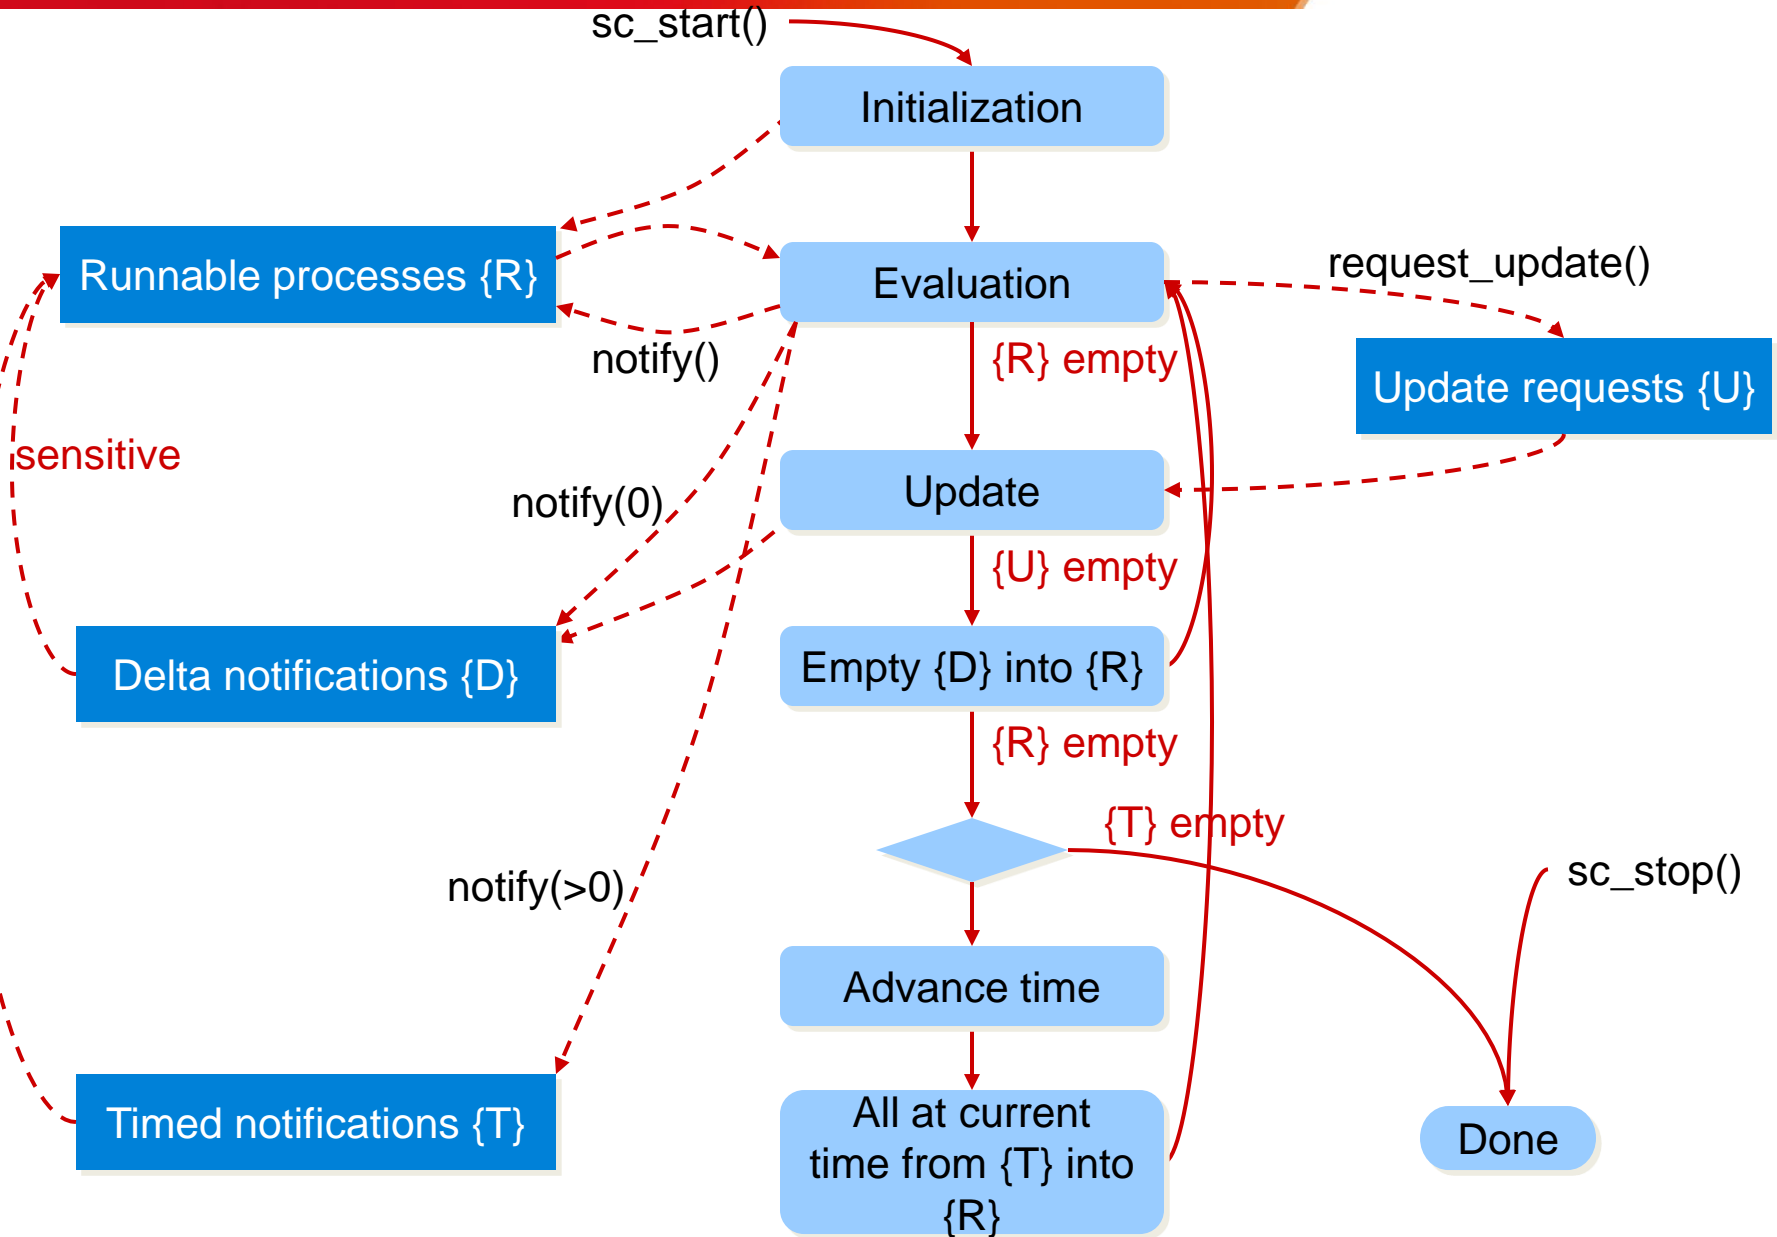 sc_start()
Initialization
Runnable processes {R}
Evaluation
request_update()
notify()
{R} empty
Update requests {U}
sensitive
notify(0)
Update
{U} empty
Delta notifications {D}
Empty {D} into {R}
{R} empty
{T} empty
notify(>0)
sc_stop()
Advance time
Timed notifications {T}
All at current
time from {T} into
{R}
Done